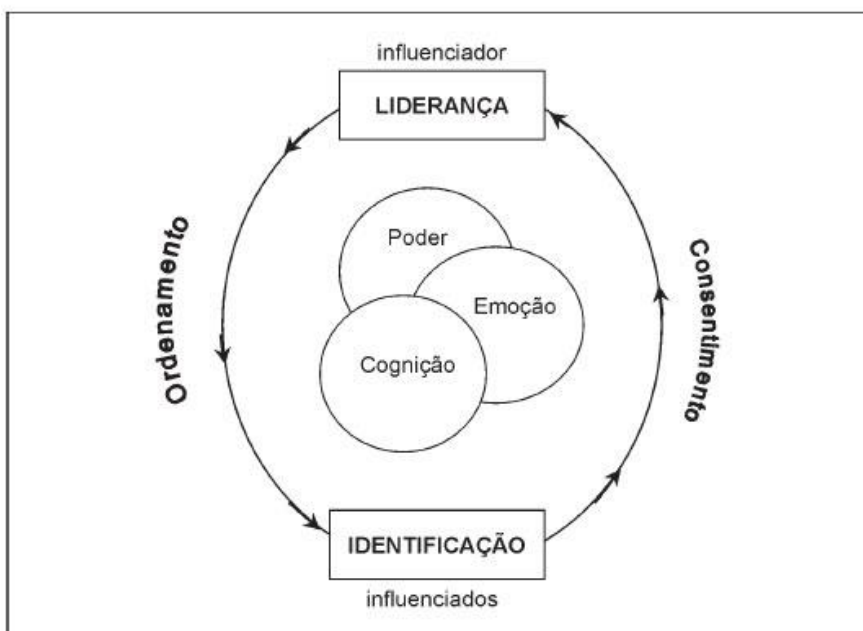 influenciador
LIDERANÇA
Poder
Ordenamento
Consentimento
Emoção
Cognição
IDENTIFICAÇÃO
influenciados